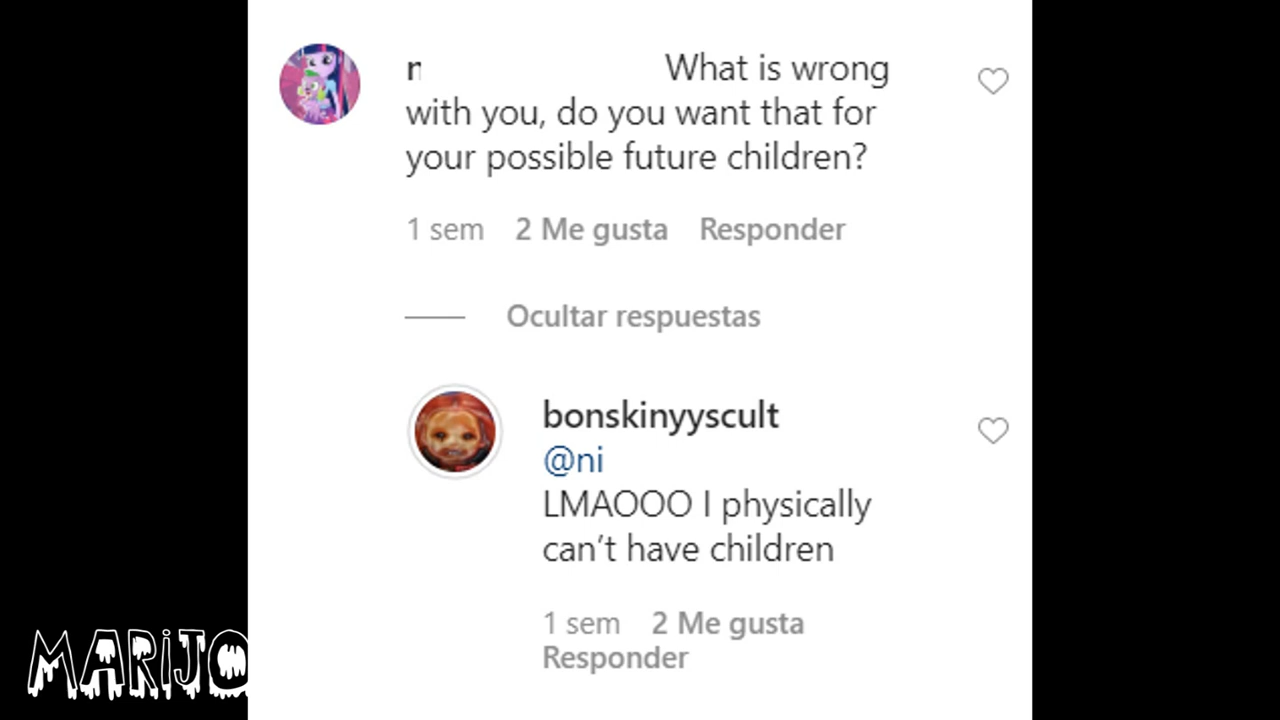 n What is wrong
with you, do you want that for
your possible future children?
1 sem 2 Me gusta Responder
Ocultar respuestas
bonskinyyscult
@ni
LMAOOO I physically
can't have children
1 sem 2 Me gusta
Responder
MARIJO